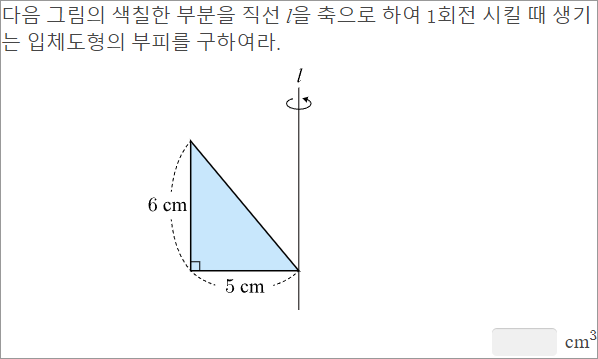 다음 그림의 색칠한 부분을 직선 l을 축으로 하여 1회전 시킬 때 생기
는 입체도형의 부피를 구하여라.
l
6 cm
5 cm
cm³